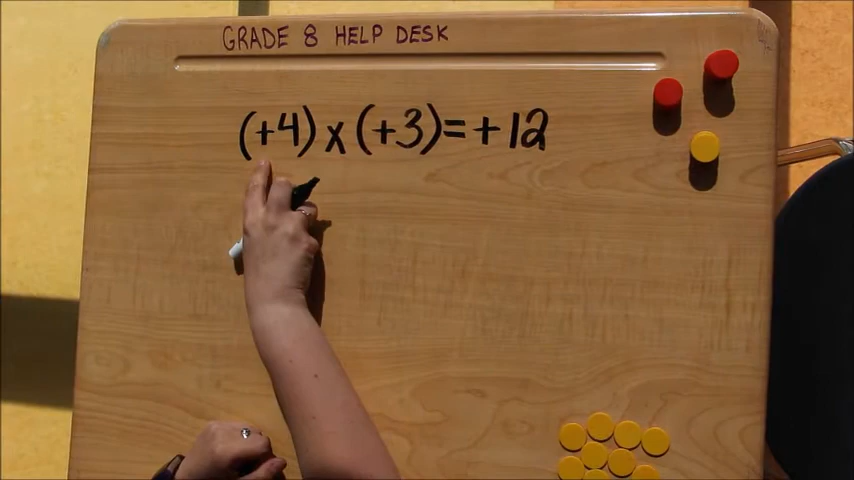 GRADE 8 HELP DESK
(+4) x (+3) = +12